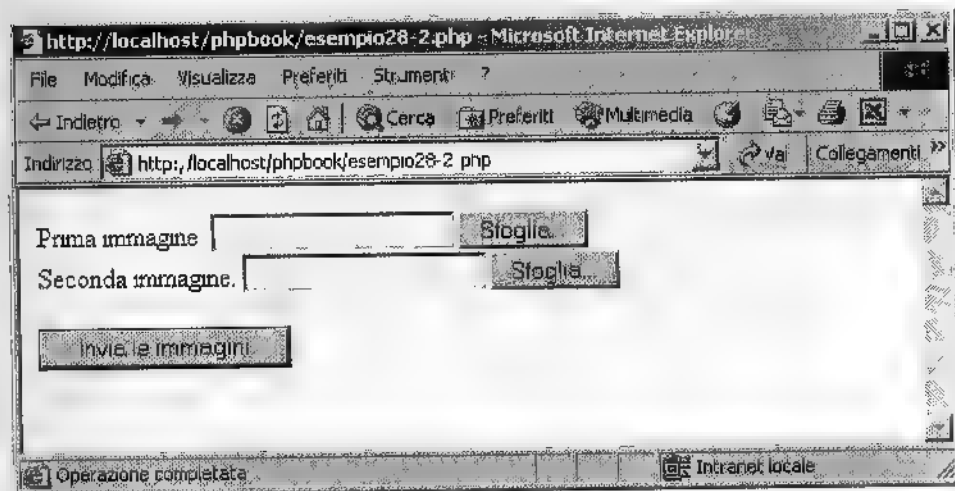 http://localhost/phpbook/esempio28-2.php - Microsoft Internet Explorer
File Modifica Visualizza Preferiti Strumenti ?
Indietro Cerca Preferiti Multimedia
Indirizzo http://localhost/phpbook/esempio28-2 php Vai Collegamenti »
Prima immagine Sfoglia...
Seconda immagine. Sfoglia...
Invia le immagini
Operazione completata Intranet locale